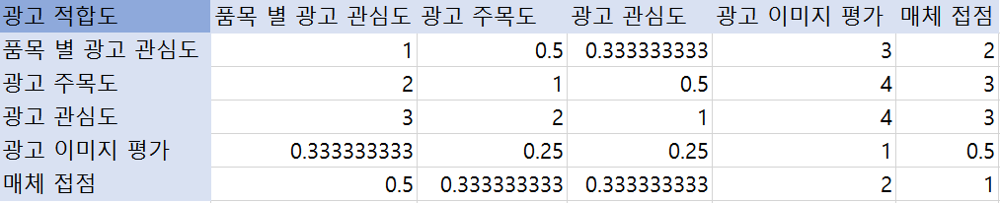 광고 적합도 품목 별 광고 관심도 광고 주목도 광고 관심도 광고 이미지 평가 매체 접점
품목 별 광고 관심도 1 0.5 0.333333333 3 2
광고 주목도 2 1 0.5 4 3
광고 관심도 3 2 1 4 3
광고 이미지 평가 0.333333333 0.25 0.25 1 0.5
매체 접점 0.5 0.333333333 0.333333333 2 1